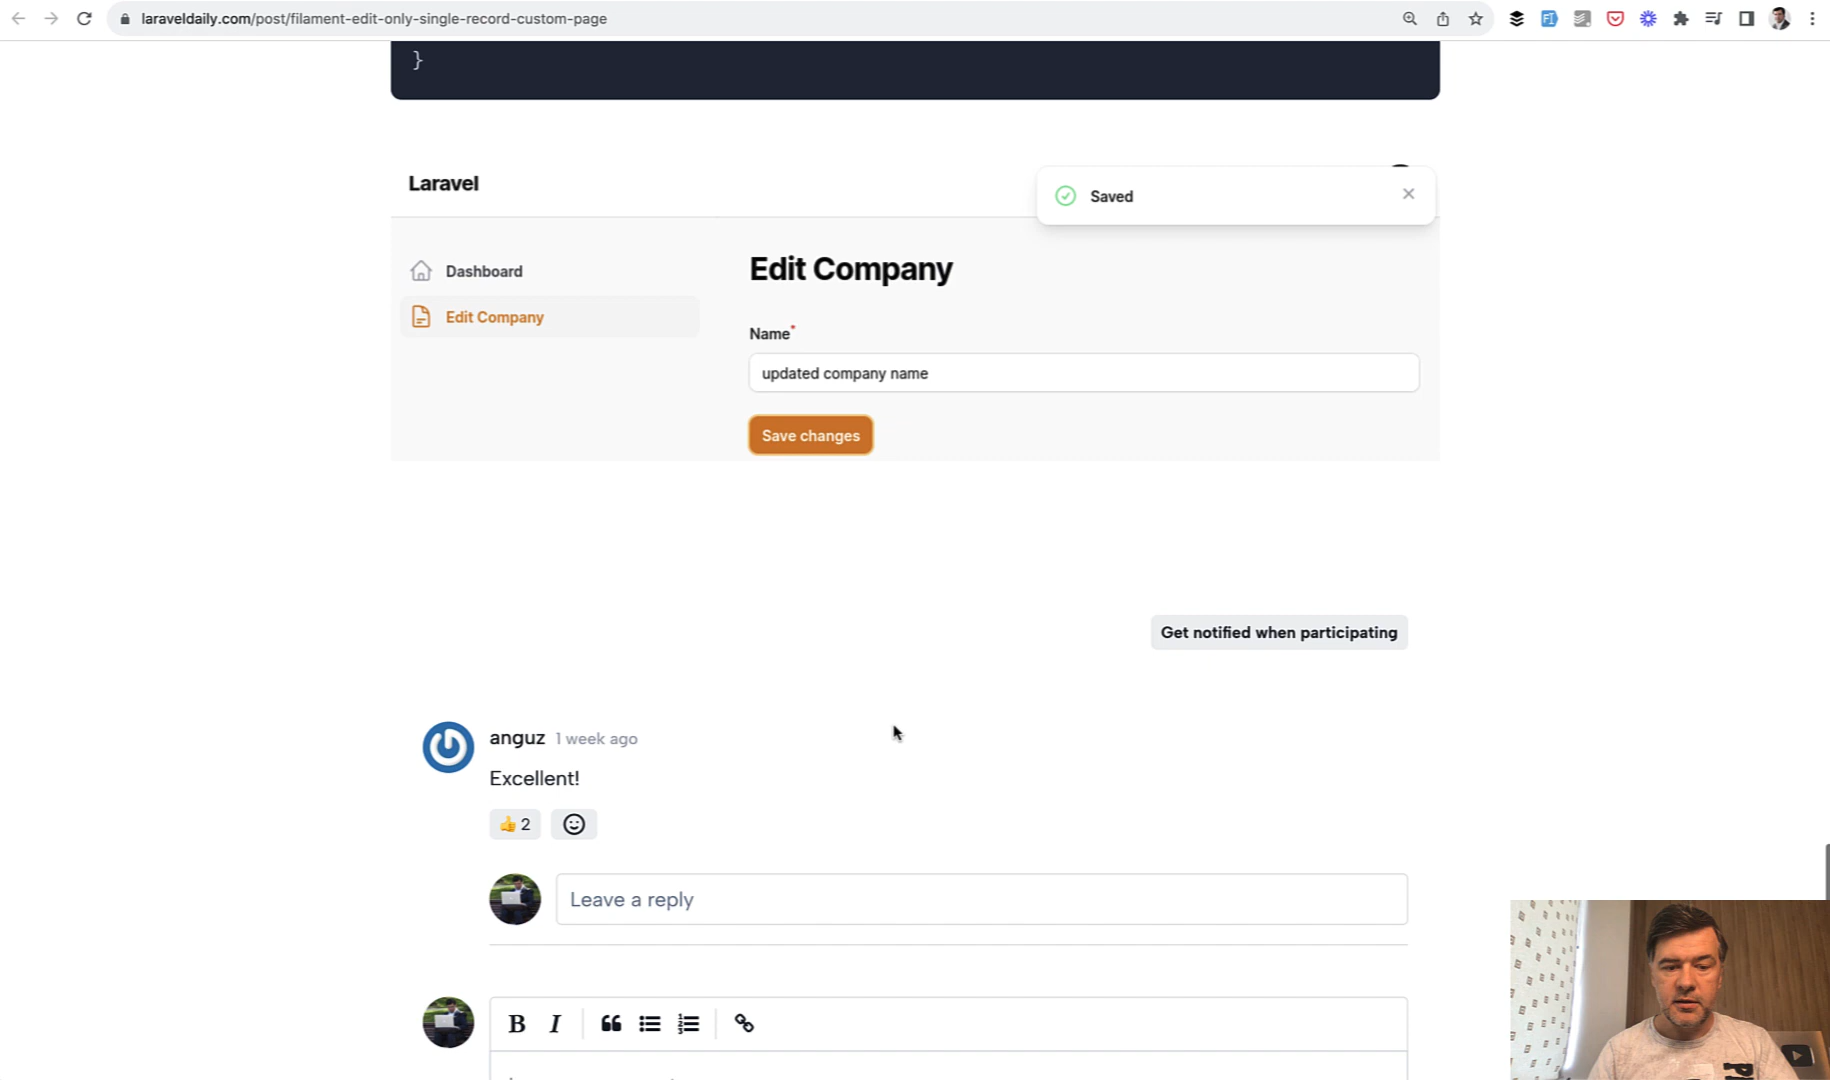 laraveldaily.com/post/filament-edit-only-single-record-custom-page
}
Laravel
Saved
Dashboard
Edit Company
Edit Company
Name*
updated company name
Save changes
Get notified when participating
anguz 1 week ago
Excellent!
👍 2
Leave a reply
B I